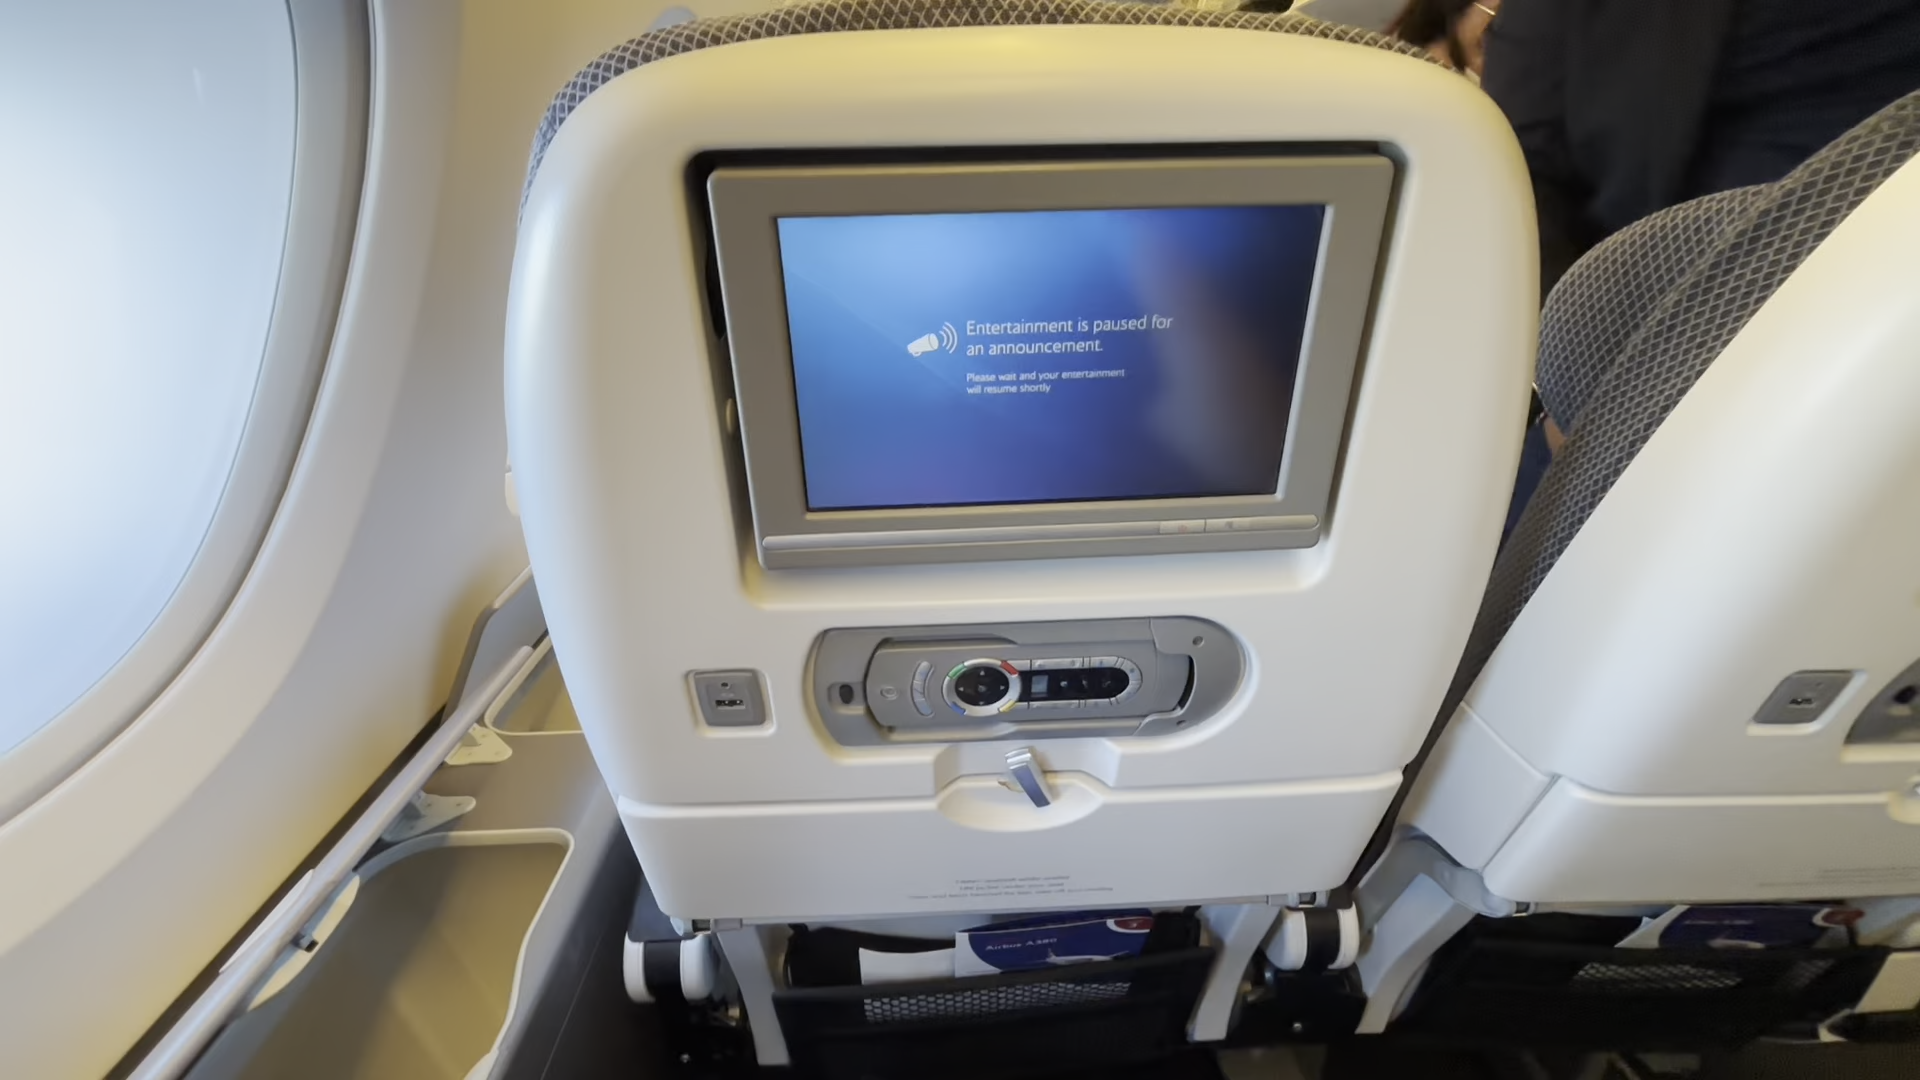 Entertainment is paused for
an announcement.
Please wait and your entertainment
will resume shortly
Airbus A380